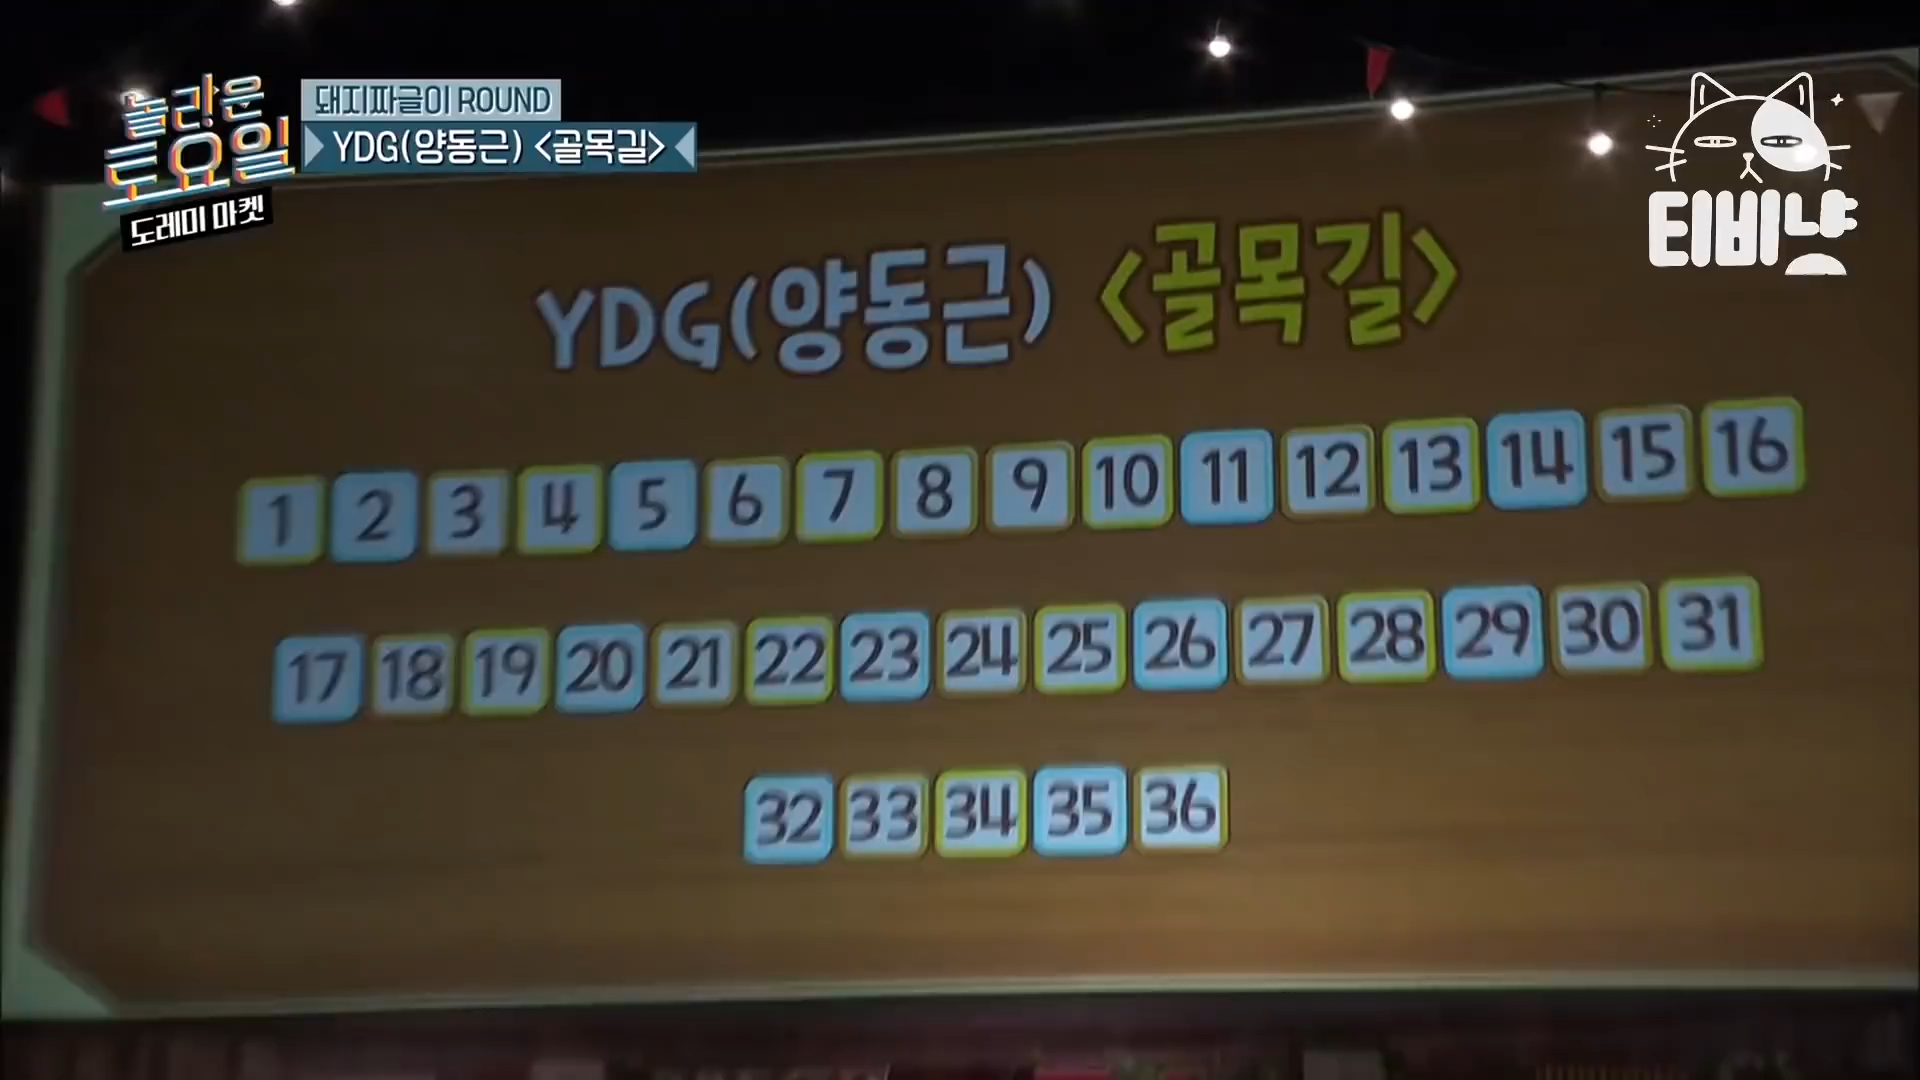 놀라운
토요일
도레미 마켓
돼지파글이 ROUND
YDG(양동근) <골목길>
티비냥
YDG(양동근) <골목길>
1 2 3 4 5 6 7 8 9 10 11 12 13 14 15 16
17 18 19 20 21 22 23 24 25 26 27 28 29 30 31
32 33 34 35 36